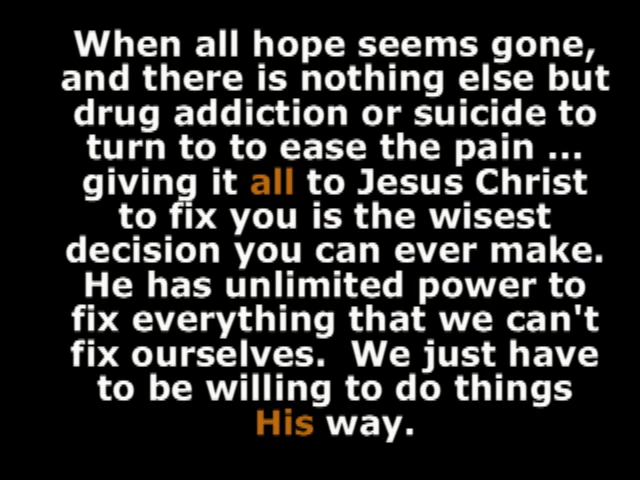 When all hope seems gone,
and there is nothing else but
drug addiction or suicide to
turn to to ease the pain ...
giving it all to Jesus Christ
to fix you is the wisest
decision you can ever make.
He has unlimited power to
fix everything that we can't
fix ourselves.  We just have
to be willing to do things
His way.